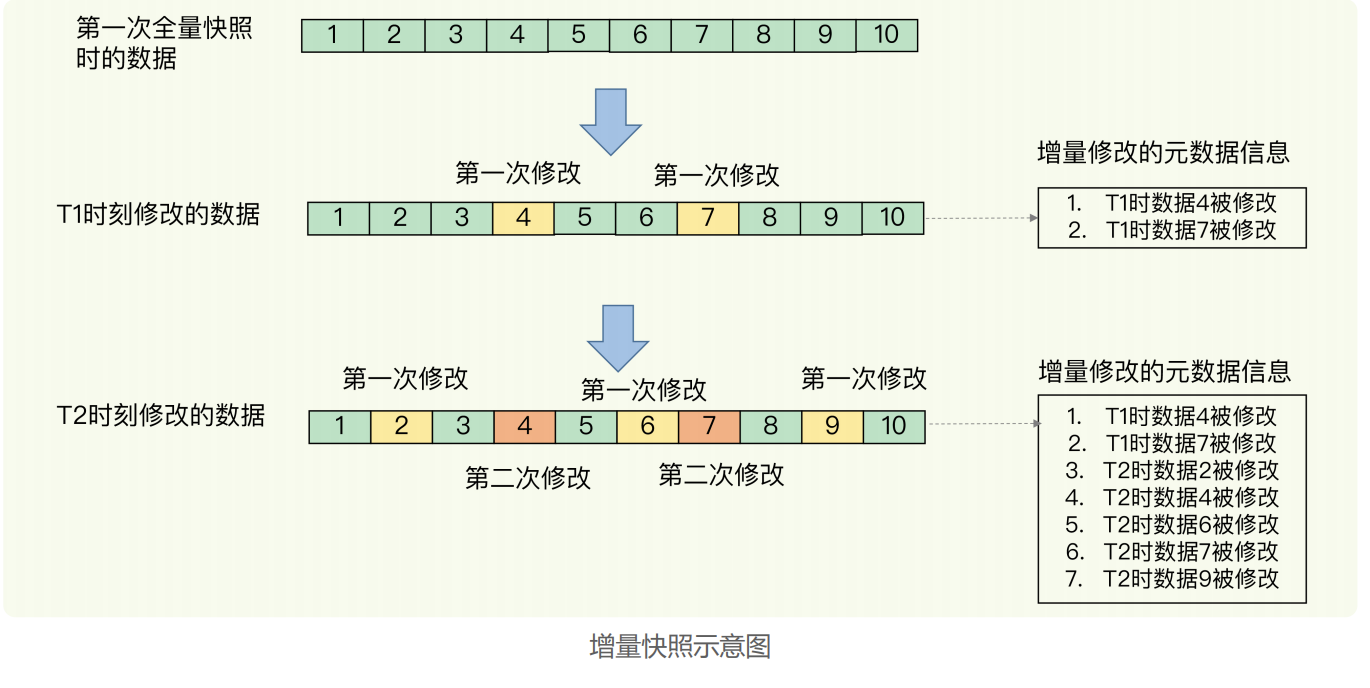 第一次全量快照
时的数据
1 2 3 4 5 6 7 8 9 10
第一次修改 第一次修改
增量修改的元数据信息
T1时刻修改的数据
1 2 3 4 5 6 7 8 9 10
1. T1时数据4被修改
2. T1时数据7被修改
第一次修改 第一次修改 第一次修改
增量修改的元数据信息
T2时刻修改的数据
1 2 3 4 5 6 7 8 9 10
第二次修改 第二次修改
1. T1时数据4被修改
2. T1时数据7被修改
3. T2时数据2被修改
4. T2时数据4被修改
5. T2时数据6被修改
6. T2时数据7被修改
7. T2时数据9被修改
增量快照示意图